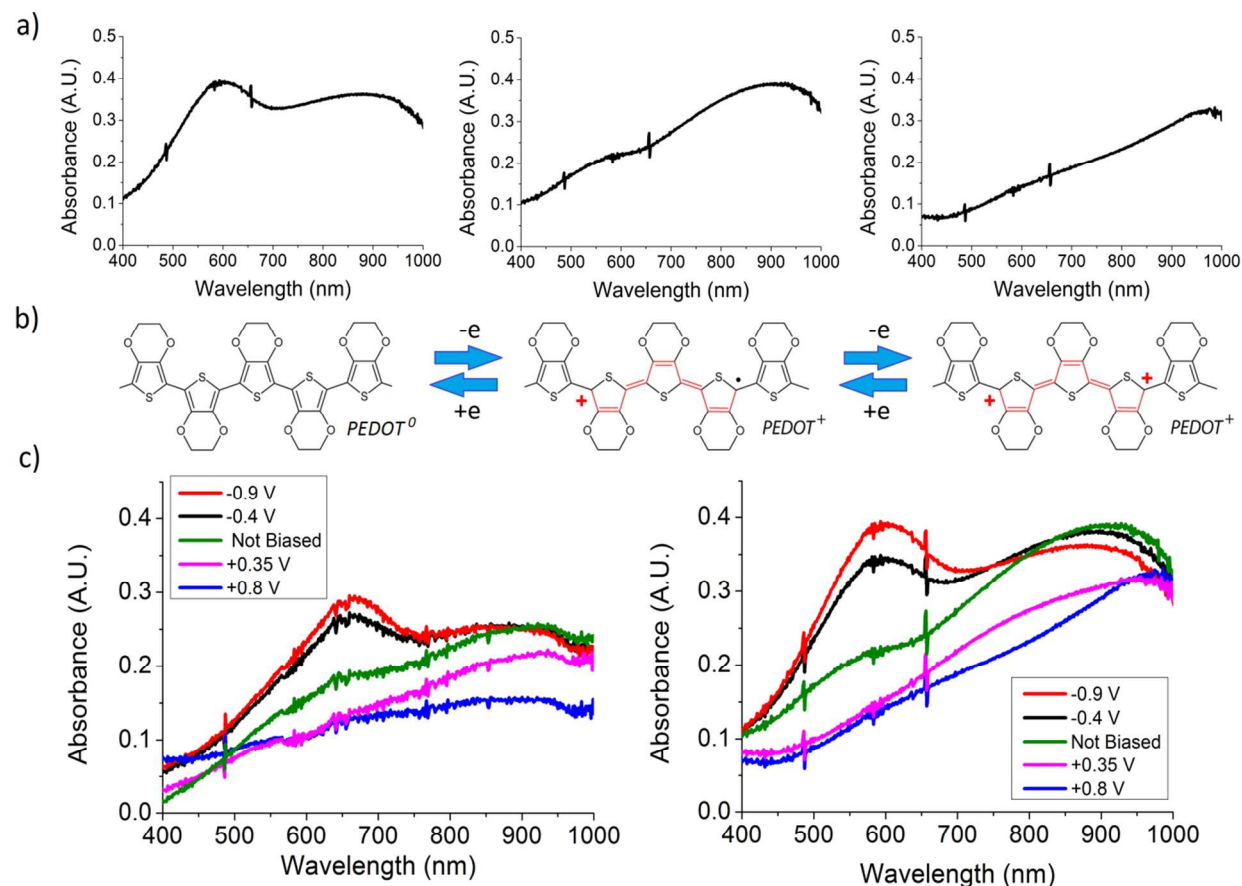 a)
0.5
0.4
0.3
0.2
0.1
0.0
Absorbance (A.U.)
400 500 600 700 800 900 1000
Wavelength (nm)
0.5
0.4
0.3
0.2
0.1
0.0
Absorbance (A.U.)
400 500 600 700 800 900 1000
Wavelength (nm)
0.5
0.4
0.3
0.2
0.1
0.0
Absorbance (A.U.)
400 500 600 700 800 900 1000
Wavelength (nm)
b)
O O S O O S O O S O O S O O S
PEDOT⁰
-e
+e
O O S + O O S O O S O O S • O O S
PEDOT⁺
-e
+e
O O S + O O S O O S O O S + O O S
PEDOT⁺
c)
-0.9 V
-0.4 V
Not Biased
+0.35 V
+0.8 V
0.4
0.3
0.2
0.1
0.0
Absorbance (A.U.)
400 500 600 700 800 900 1000
Wavelength (nm)
0.4
0.3
0.2
0.1
0.0
Absorbance (A.U.)
-0.9 V
-0.4 V
Not Biased
+0.35 V
+0.8 V
400 500 600 700 800 900 1000
Wavelength (nm)